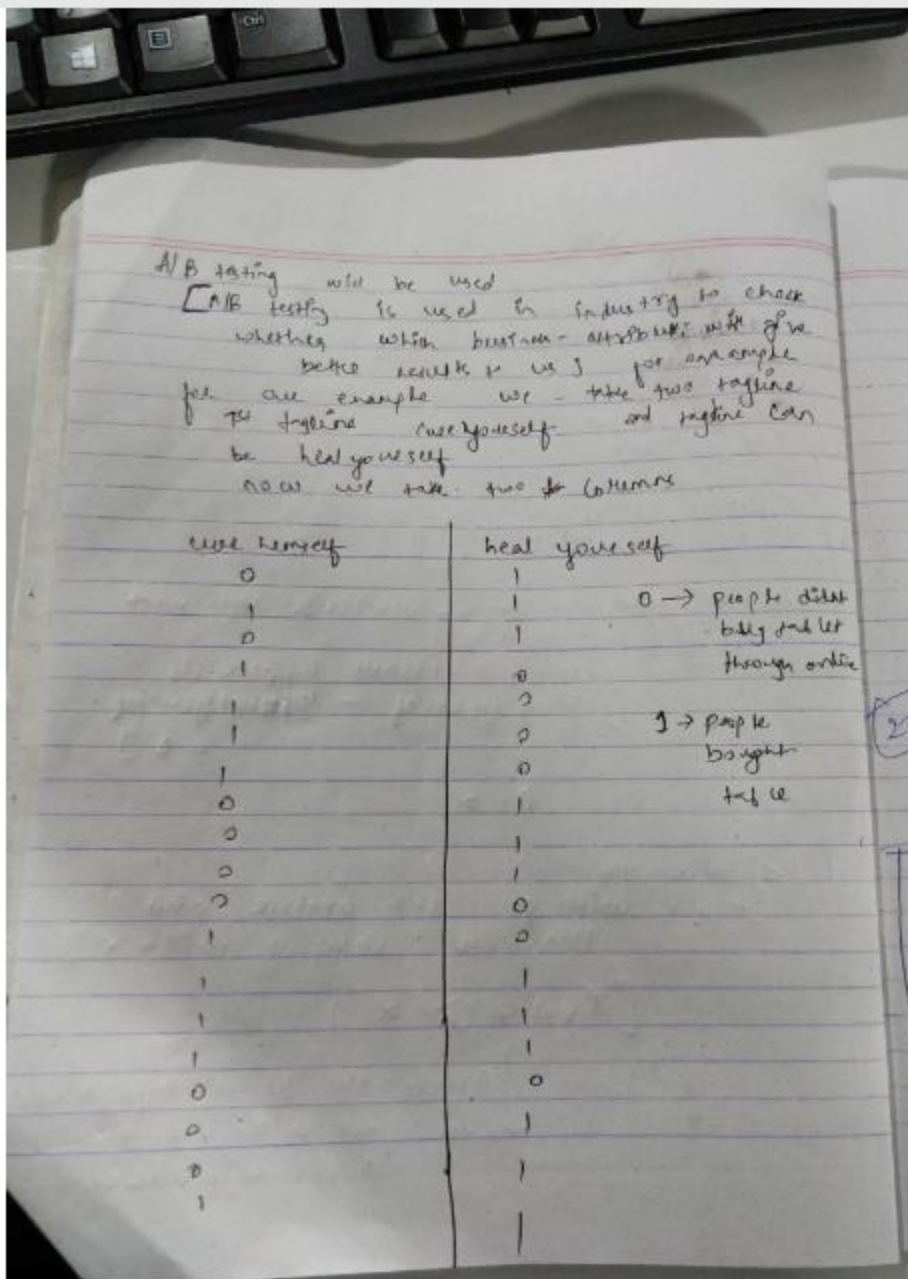 Ctrl
A/B testing will be used
[A/B testing is used in industry to check
whether which business - attribute will give
better results to us ] for example
for our example we - take two tagline
1st tagline cure yourself and tagline can
be heal yourself
now we take two columns
cure himself heal youeself
0 1
1 1 0 → people didnt
0 1 buy tablet
1 0 through online
1 0
1 0 1 → people
1 0 bought
0 1
0 1
0 1
0 0
1 0
1 1
1 1
1 1
0 0
0 1
0 1
1 1
2